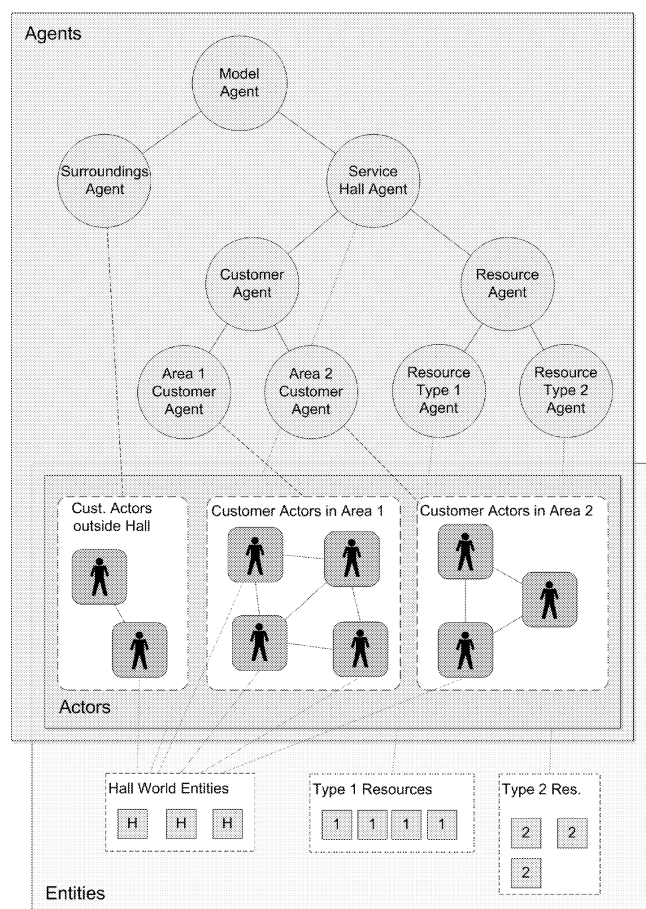 Agents
Model
Agent
Surroundings
Agent
Service
Hall Agent
Customer
Agent
Resource
Agent
Area 1
Customer
Agent
Area 2
Customer
Agent
Resource
Type 1
Agent
Resource
Type 2
Agent
Cust. Actors
outside Hall
Customer Actors in Area 1
Customer Actors in Area 2
Actors
Hall World Entities
H H H
Type 1 Resources
1 1 1 1
Type 2 Res.
2 2
2
Entities